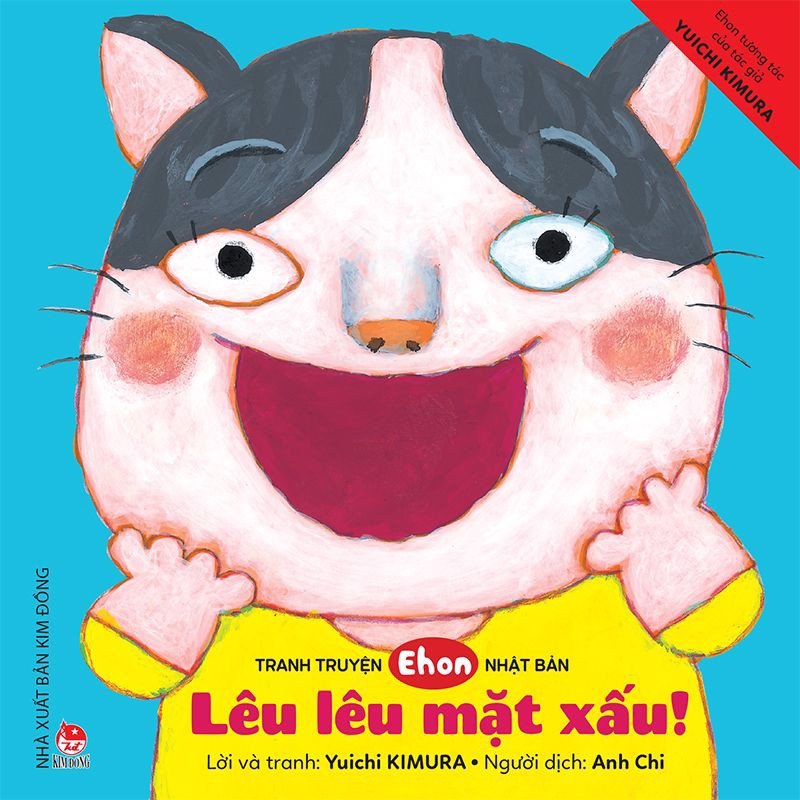 Ehon tương tác
của tác giả
YUICHI KIMURA
NHÀ XUẤT BẢN KIM ĐỒNG
TRANH TRUYỆN Ehon NHẬT BẢN
Lêu lêu mặt xấu!
Lời và tranh: Yuichi KIMURA • Người dịch: Anh Chi
KIM ĐỒNG